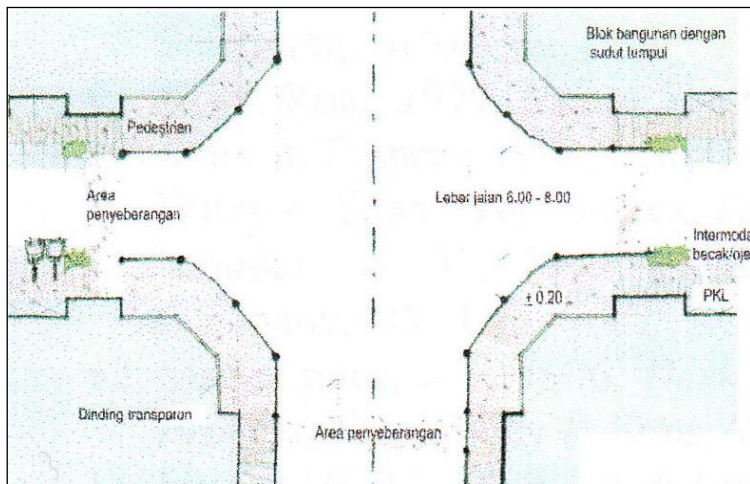 Blok bangunan dengan
sudut tumpul
Pedestrian
Area
penyeberangan
Lebar jalan 6.00 - 8.00
Intermoda
becak/oje
± 0.20
PKL
Dinding transparan
Area penyeberangan